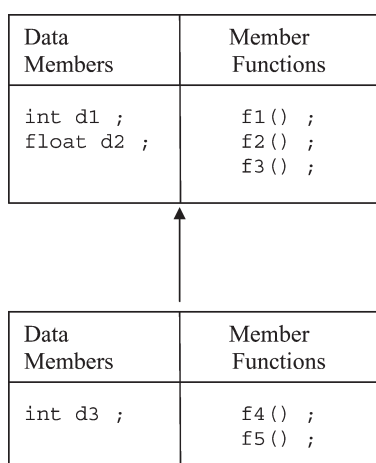 Data Member
Members Functions
int d1 ; f1() ;
float d2 ; f2() ;
f3() ;
Data Member
Members Functions
int d3 ; f4() ;
f5() ;